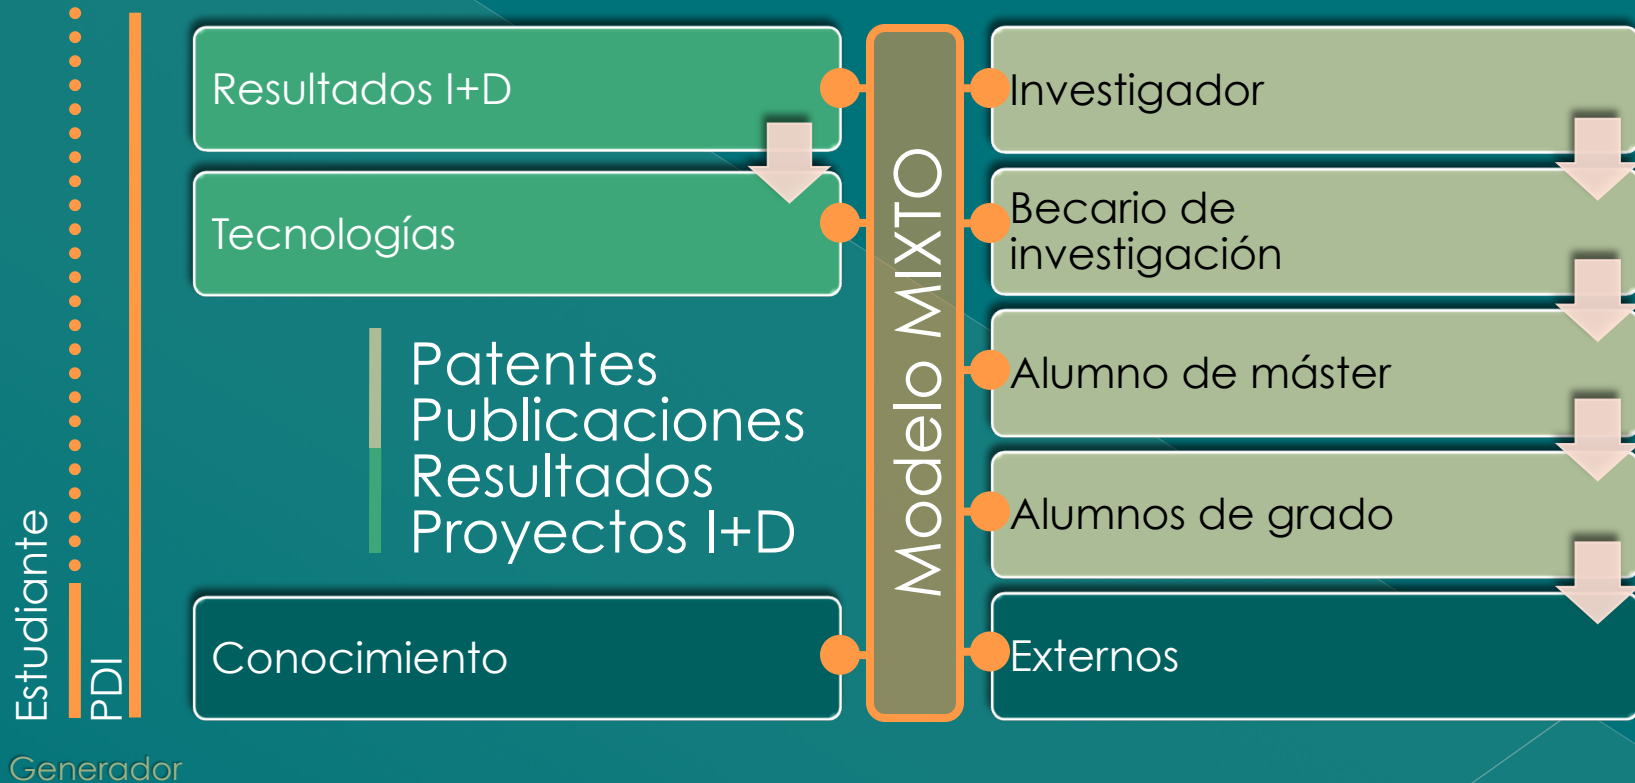 Resultados I+D
Tecnologías
Patentes
Publicaciones
Resultados
Proyectos I+D
Conocimiento
Modelo MIXTO
Investigador
Becario de
investigación
Alumno de máster
Alumnos de grado
Externos
Estudiante
PDI
Generador